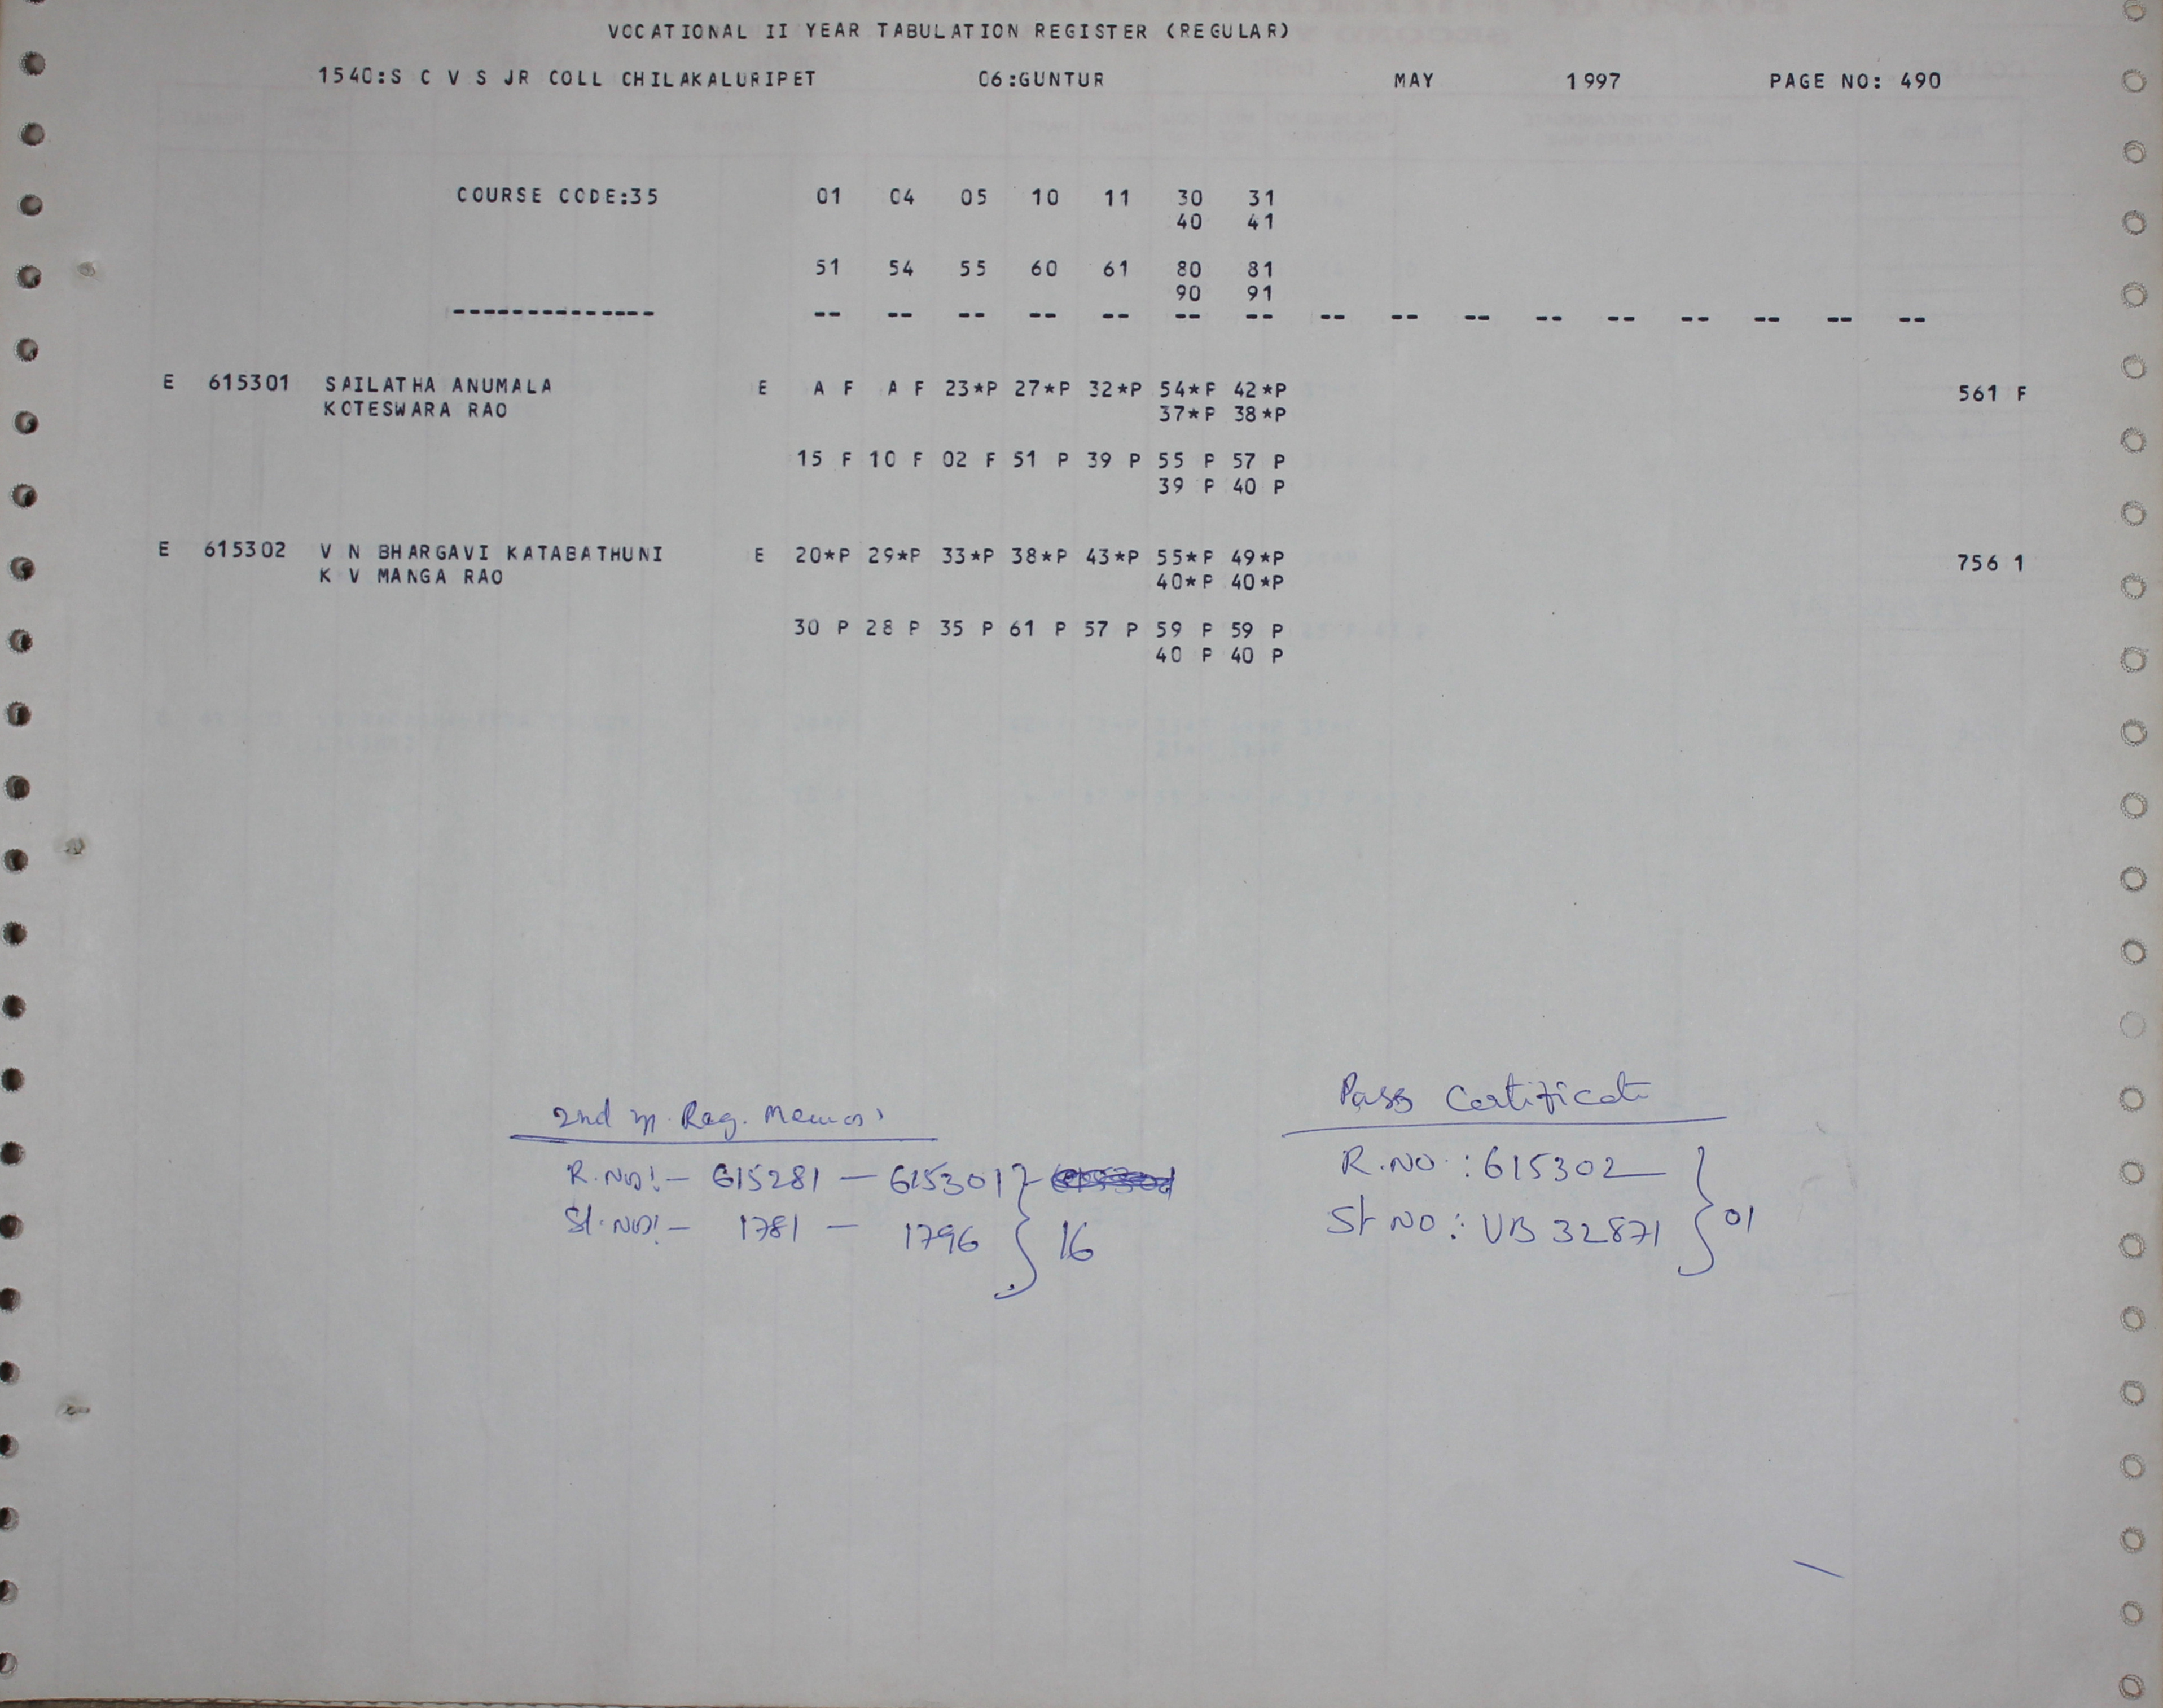 VOCATIONAL II YEAR TABULATION REGISTER (REGULAR)
1540:S C V S JR COLL CHILAKALURIPET 06:GUNTUR MAY 1997 PAGE NO: 490
COURSE CODE:35 01 04 05 10 11 30 31
40 41
51 54 55 60 61 80 81
90 91
-------------- -- -- -- -- -- -- -- -- -- -- -- -- -- -- -- --
E 615301 SAILATHA ANUMALA E A F A F 23*P 27*P 32*P 54*P 42*P 561 F
KOTESWARA RAO 37*P 38*P
15 F 10 F 02 F 51 P 39 P 55 P 57 P
39 P 40 P
E 615302 V N BHARGAVI KATABATHUNI E 20*P 29*P 33*P 38*P 43*P 55*P 49*P 756 1
K V MANGA RAO 40*P 40*P
30 P 28 P 35 P 61 P 57 P 59 P 59 P
40 P 40 P
2nd Reg. Memos
R.No:- 615281 - 615301
Sl.No:- 1781 - 1796 } 16
Pass Certificate
R.NO : 615302
Sl NO : UB 32871 } 01